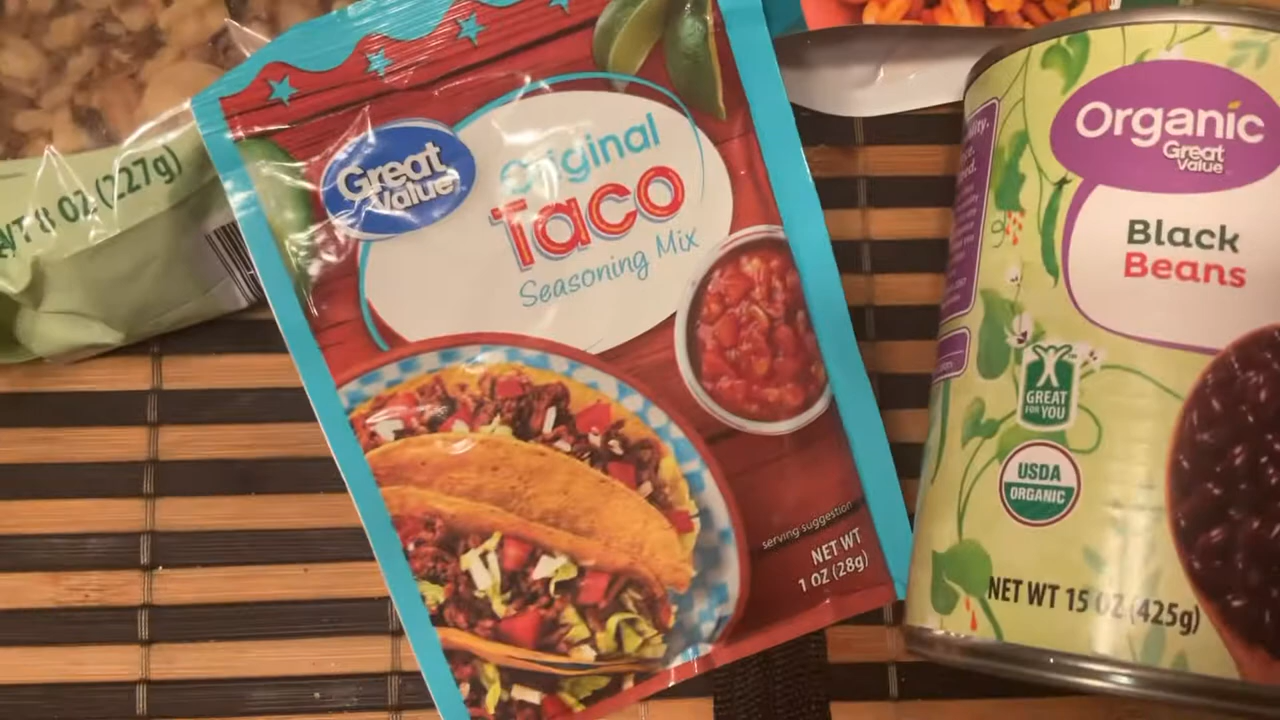 WT 8 OZ (227g)
Great
Value
Original
Taco
Seasoning Mix
serving suggestion
NET WT
1 OZ (28g)
Organic
Great
Value
Black
Beans
GREAT
FOR YOU
USDA
ORGANIC
NET WT 15 OZ (425g)